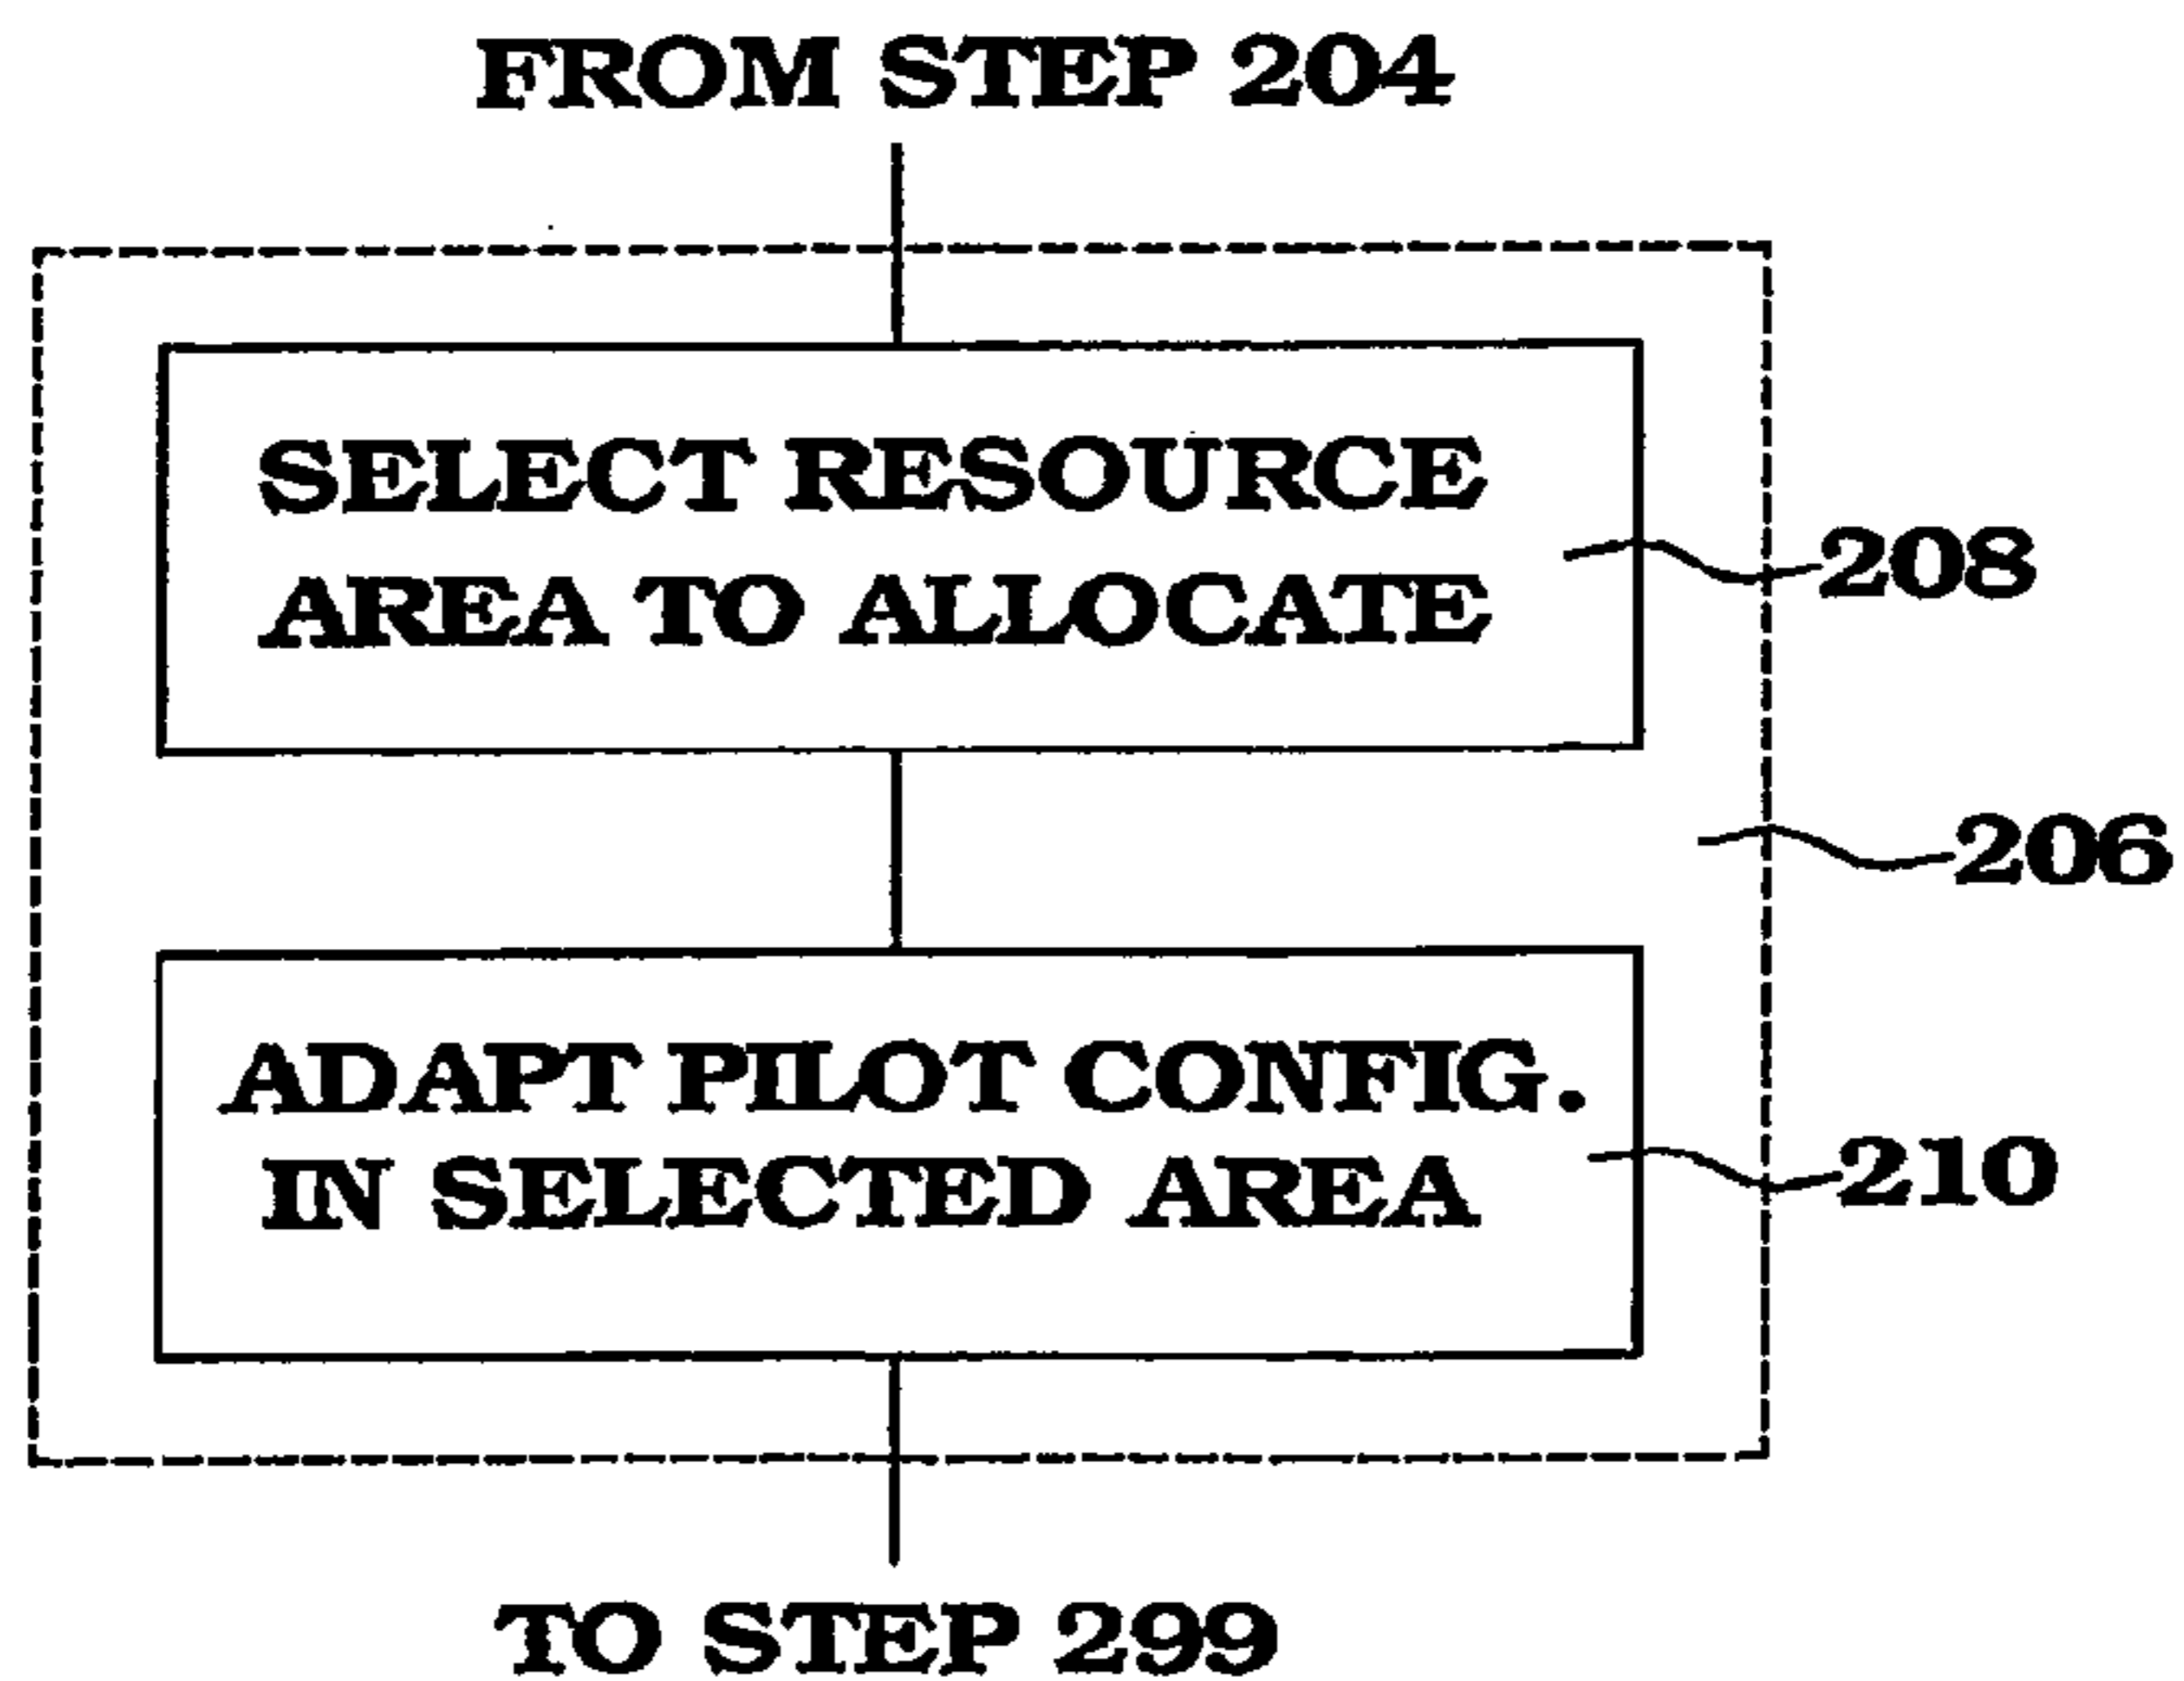 FROM STEP 204
SELECT RESOURCE
AREA TO ALLOCATE
208
206
ADAPT PILOT CONFIG.
IN SELECTED AREA
210
TO STEP 299